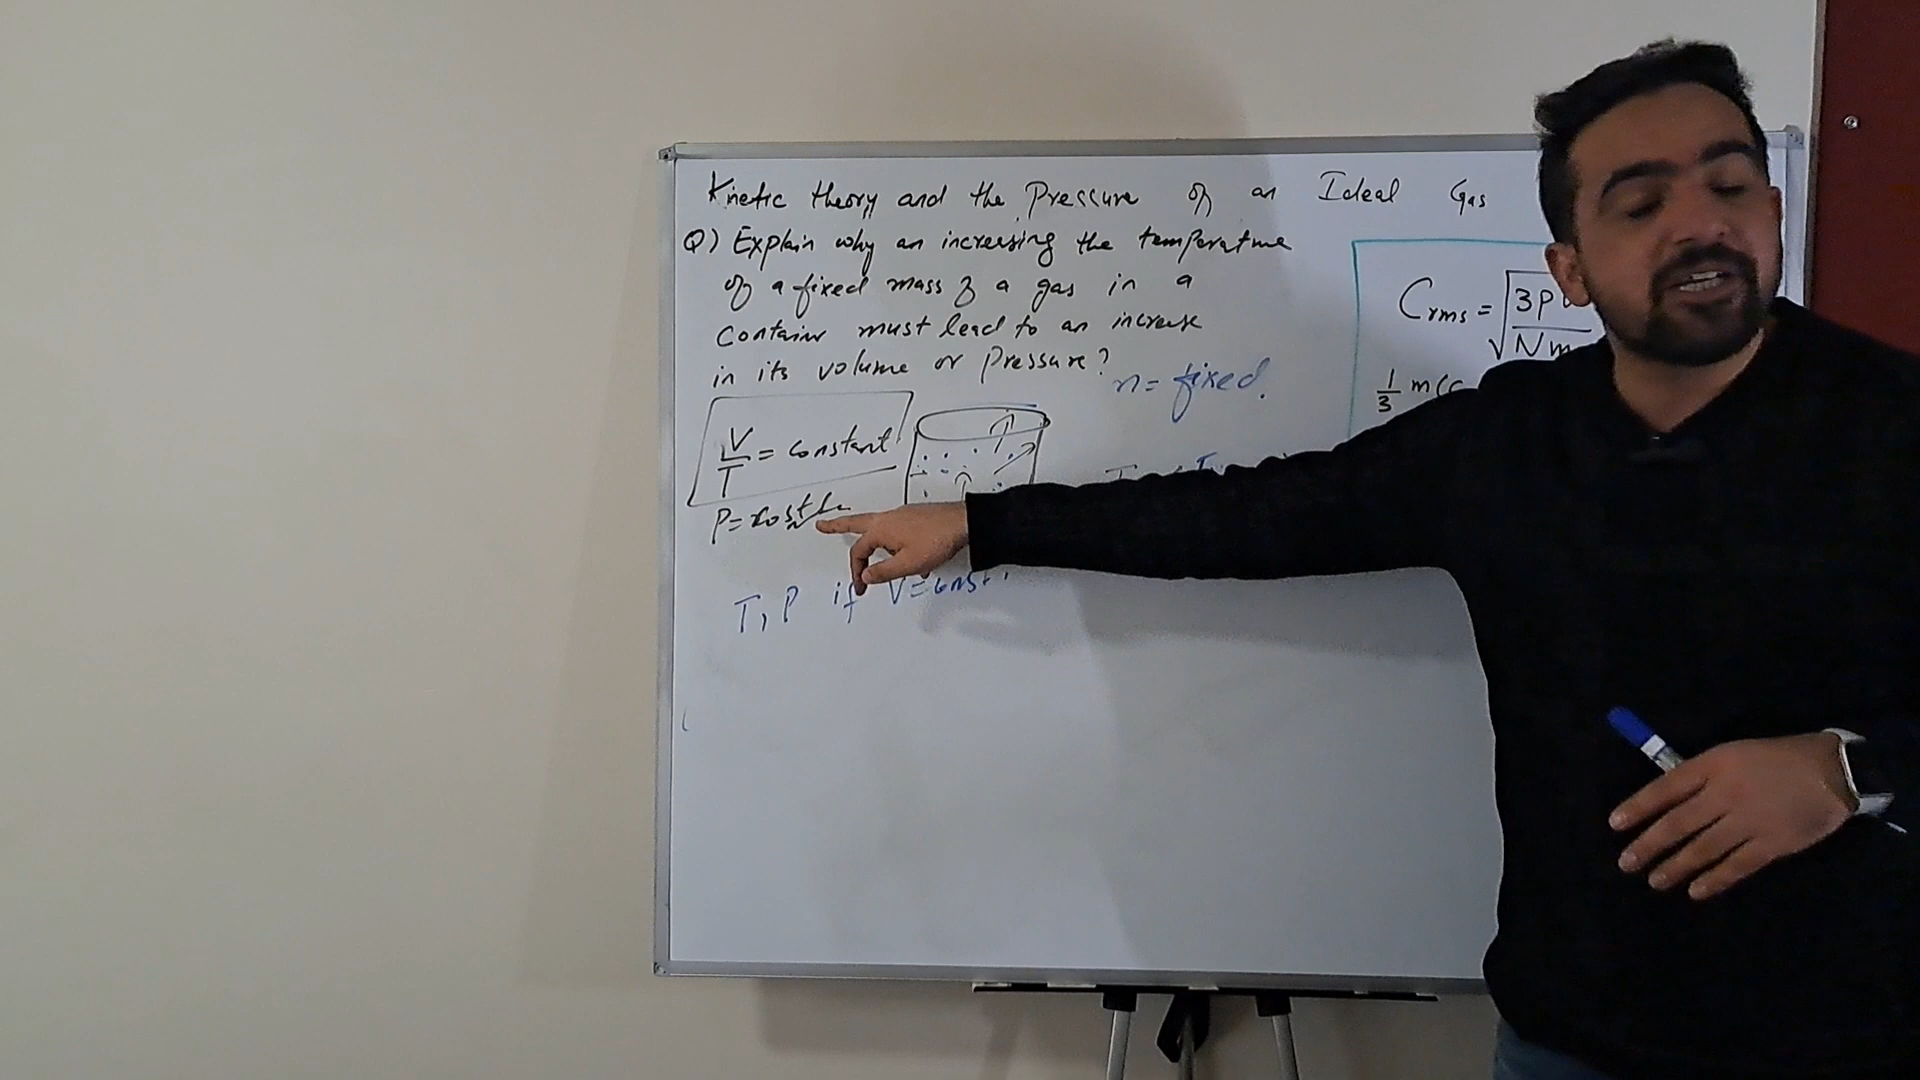 Kinetic theory and the Pressure of an Ideal Gas
Q) Explain why an increasing the temperature
of a fixed mass of a gas in a
container must lead to an increase
in its volume or Pressure?
n = fixed.
V/T = constant
P =
T, P if V = const.
Crms = √3P
Nm
1/3 m(c